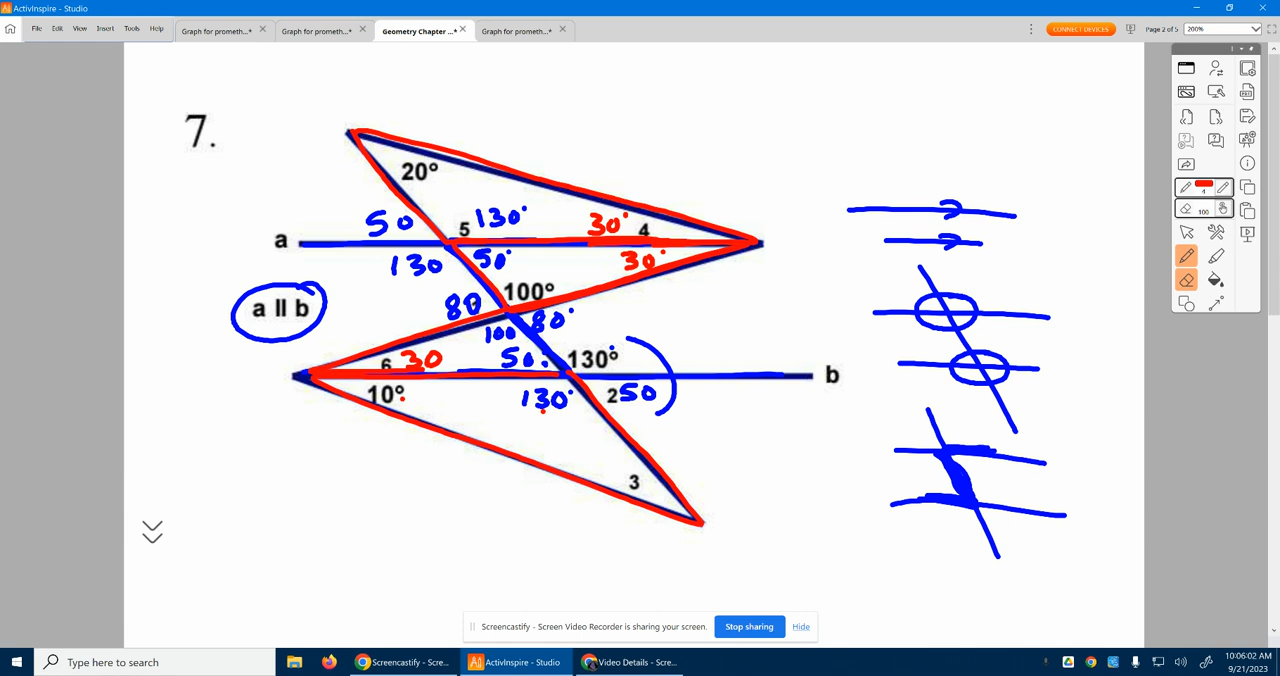 ActivInspire - Studio
File Edit View Insert Tools Help
Graph for prometh...* Graph for prometh...* Geometry Chapter ...* Graph for prometh...*
CONNECT DEVICES
Page 2 of 5
200%
7.
20°
50 5 130° 30° 4
a
130 50° 30°
a ll b
80 100°
100 80°
6 30 50° 130°
b
10° 130° 2 50
3
4
100
Screencastify - Screen Video Recorder is sharing your screen. Stop sharing Hide
Type here to search
Screencastify - Scre...
ActivInspire - Studio
Video Details - Scre...
10:06:02 AM
9/21/2023